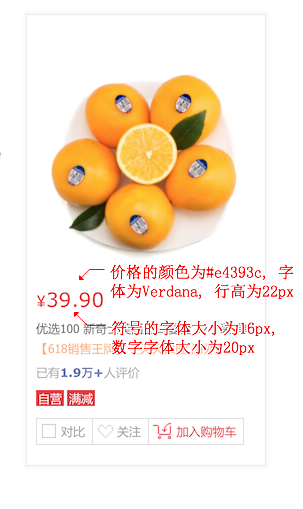 价格的颜色为#e4393c, 字
体为Verdana, 行高为22px
¥39.90
符号的字体大小为16px,
数字字体大小为20px
优选100 新奇士
【618销售王牌
已有1.9万+人评价
自营 满减
对比 关注 加入购物车